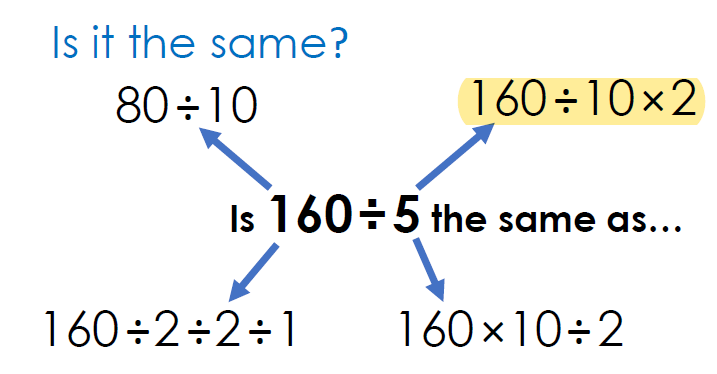 Is it the same?
80÷10
160÷10×2
Is 160÷5 the same as...
160÷2÷2÷1
160×10÷2